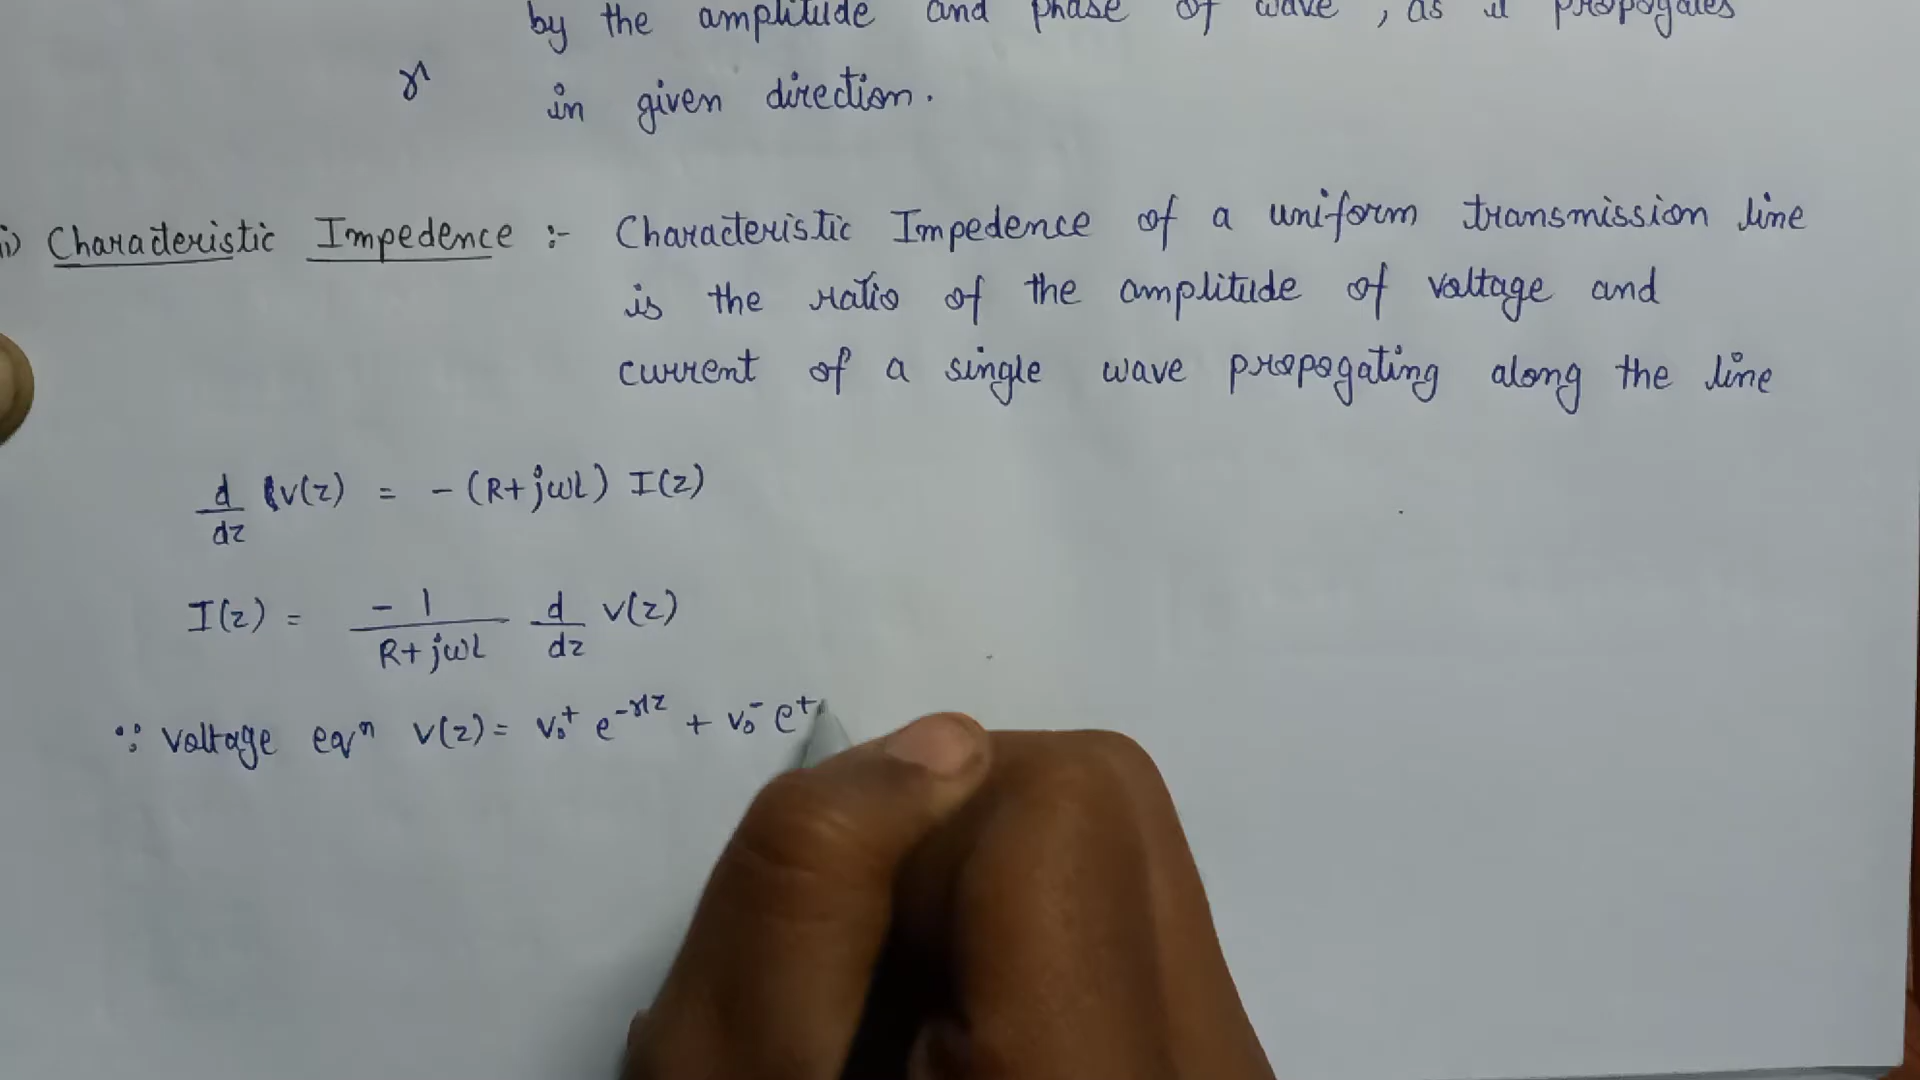 by the amplitude and phase of wave, as it propogates
γ in given direction.
i) Characteristic Impedence :- Characteristic Impedence of a uniform transmission line
is the ratio of the amplitude of voltage and
current of a single wave propogating along the line
d/dz V(z) = - (R+jωL) I(z)
I(z) = -1/(R+jωL) d/dz V(z)
∵ voltage eqⁿ V(z) = V₀⁺ e^-γz + V₀⁻ e^+